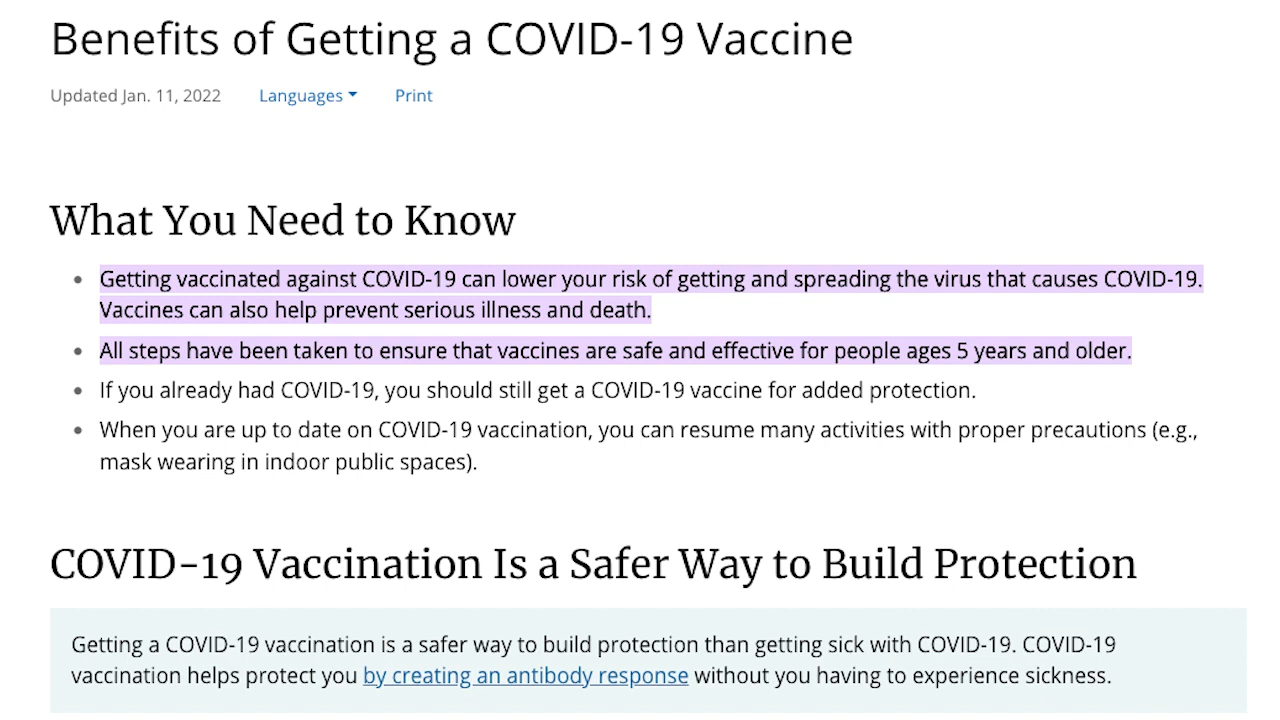 Benefits of Getting a COVID-19 Vaccine
Updated Jan. 11, 2022 Languages Print
What You Need to Know
• Getting vaccinated against COVID-19 can lower your risk of getting and spreading the virus that causes COVID-19.
Vaccines can also help prevent serious illness and death.
• All steps have been taken to ensure that vaccines are safe and effective for people ages 5 years and older.
• If you already had COVID-19, you should still get a COVID-19 vaccine for added protection.
• When you are up to date on COVID-19 vaccination, you can resume many activities with proper precautions (e.g.,
mask wearing in indoor public spaces).
COVID-19 Vaccination Is a Safer Way to Build Protection
Getting a COVID-19 vaccination is a safer way to build protection than getting sick with COVID-19. COVID-19
vaccination helps protect you by creating an antibody response without you having to experience sickness.